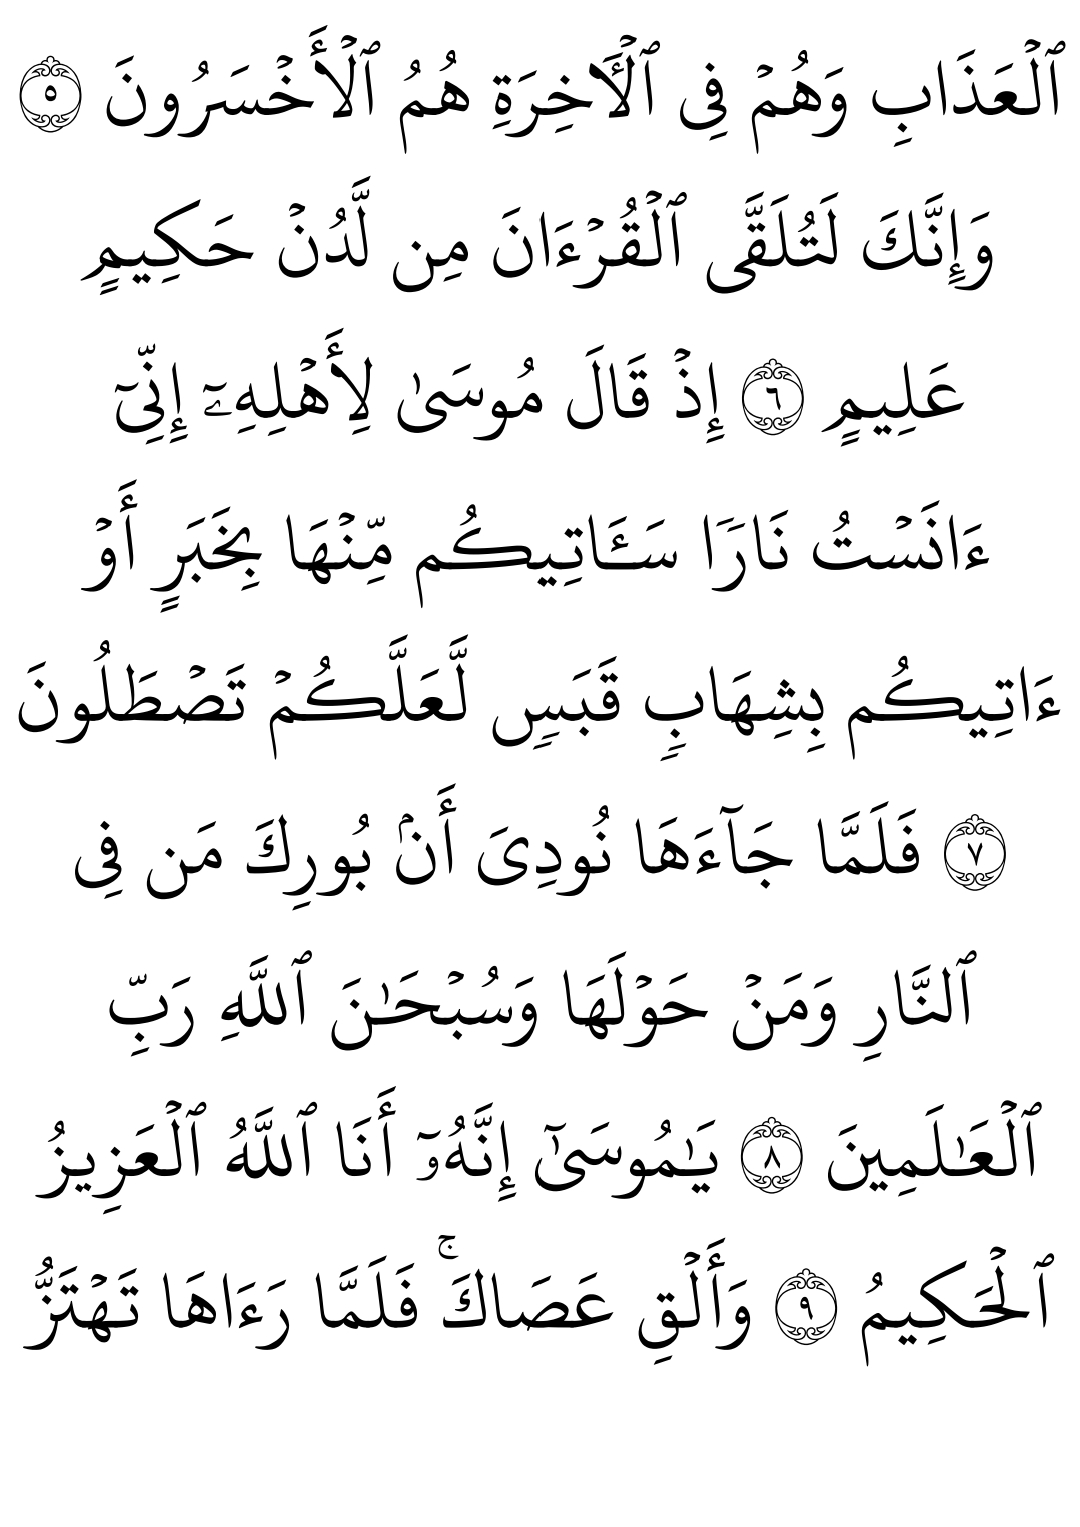 ٱلۡعَذَابِ وَهُمۡ فِى ٱلۡأَخِرَةِ هُمُ ٱلۡأَخۡسَرُونَ ٥
وَإِنَّكَ لَتُلَقَّى ٱلۡقُرۡءَانَ مِن لَّدُنۡ حَكِيمٍ
عَلِيمٍ ٦ إِذۡ قَالَ مُوسَىٰ لِأَهۡلِهِۦٓ إِنِّىٓ
ءَانَسۡتُ نَارًا سَـَٔاتِيكُم مِّنۡهَا بِخَبَرٍ أَوۡ
ءَاتِيكُم بِشِهَابٍ قَبَسٍ لَّعَلَّكُمۡ تَصۡطَلُونَ
٧ فَلَمَّا جَآءَهَا نُودِىَ أَنۢ بُورِكَ مَن فِى
ٱلنَّارِ وَمَنۡ حَوۡلَهَا وَسُبۡحَـٰنَ ٱللَّهِ رَبِّ
ٱلۡعَـٰلَمِينَ ٨ يَـٰمُوسَىٰٓ إِنَّهُۥٓ أَنَا ٱللَّهُ ٱلۡعَزِيزُ
ٱلۡحَكِيمُ ٩ وَأَلۡقِ عَصَاكَۚ فَلَمَّا رَءَاهَا تَهۡتَزُّ